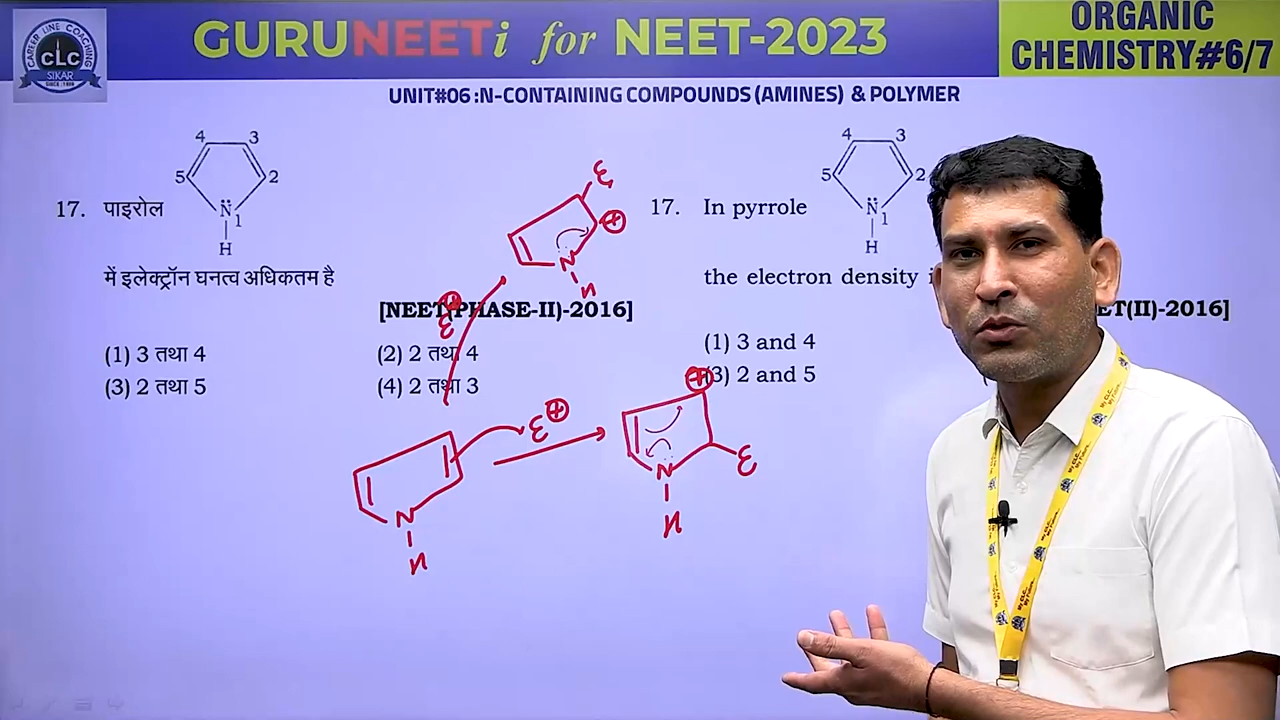 CAREER LINE COACHING
CLC
SIKAR
SINCE : 1996
GURUNEETi for NEET-2023
ORGANIC
CHEMISTRY#6/7
UNIT#06 :N-CONTAINING COMPOUNDS (AMINES) & POLYMER
4 3
5 2
17. पाइरोल
N 1
H
में इलेक्ट्रॉन घनत्व अधिकतम है
[NEET(PHASE-II)-2016]
(1) 3 तथा 4 (2) 2 तथा 4
(3) 2 तथा 5 (4) 2 तथा 3
4 3
5 2
17. In pyrrole
N 1
H
the electron density
ET(II)-2016]
(1) 3 and 4
(3) 2 and 5
E
⊕
N
H
E⊕
E⊕
N
H
⊕
E
N
H